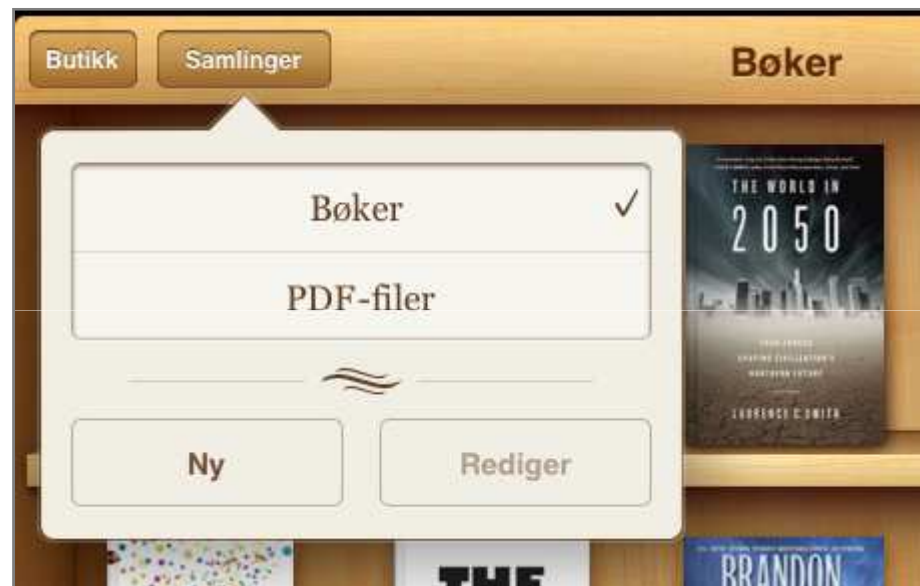 Butikk
Samlinger
Bøker
Bøker
PDF-filer
Ny
Rediger
THE WORLD IN
2050
LAURENCE C. SMITH
THE
BRANDON